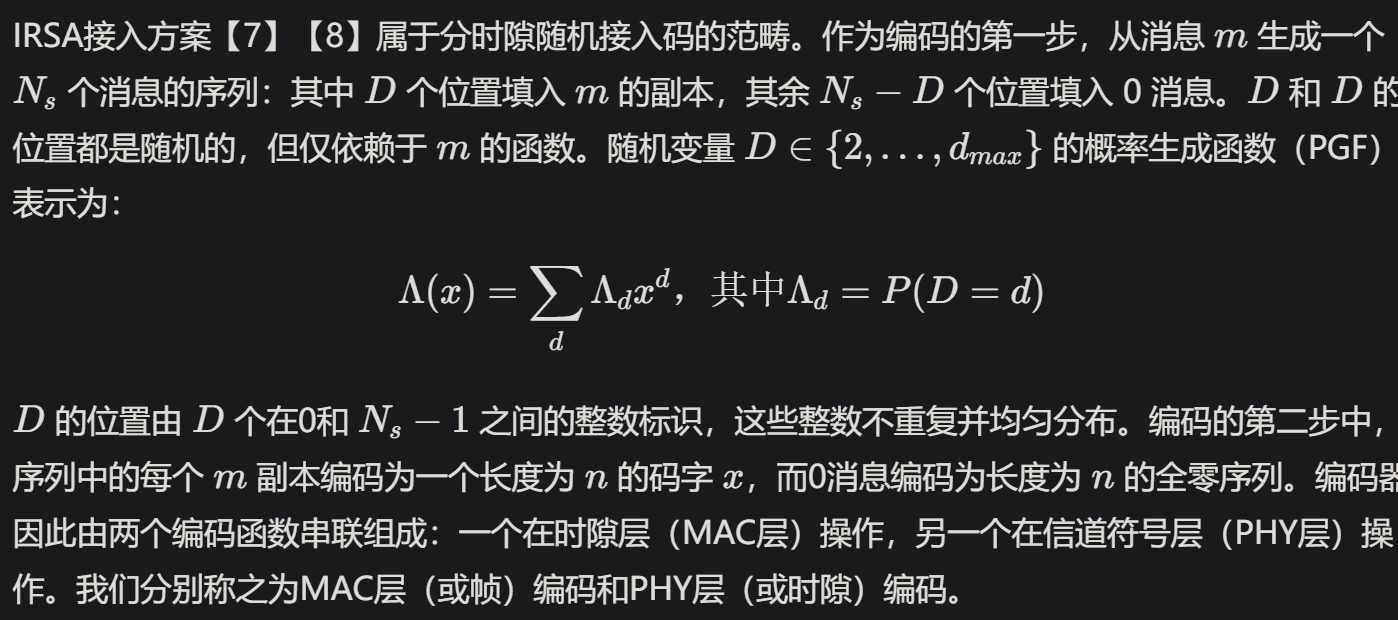 IRSA接入方案【7】【8】属于分时隙随机接入码的范畴。作为编码的第一步，从消息 m 生成一个
N_s 个消息的序列：其中 D 个位置填入 m 的副本，其余 N_s − D 个位置填入 0 消息。D 和 D 的
位置都是随机的，但仅依赖于 m 的函数。随机变量 D ∈ {2, …, d_{max}} 的概率生成函数（PGF）
表示为：
Λ(x) = ∑_d Λ_d x^d，其中Λ_d = P(D = d)
D 的位置由 D 个在0和 N_s − 1 之间的整数标识，这些整数不重复并均匀分布。编码的第二步中，
序列中的每个 m 副本编码为一个长度为 n 的码字 x，而0消息编码为长度为 n 的全零序列。编码器
因此由两个编码函数串联组成：一个在时隙层（MAC层）操作，另一个在信道符号层（PHY层）操
作。我们分别称之为MAC层（或帧）编码和PHY层（或时隙）编码。